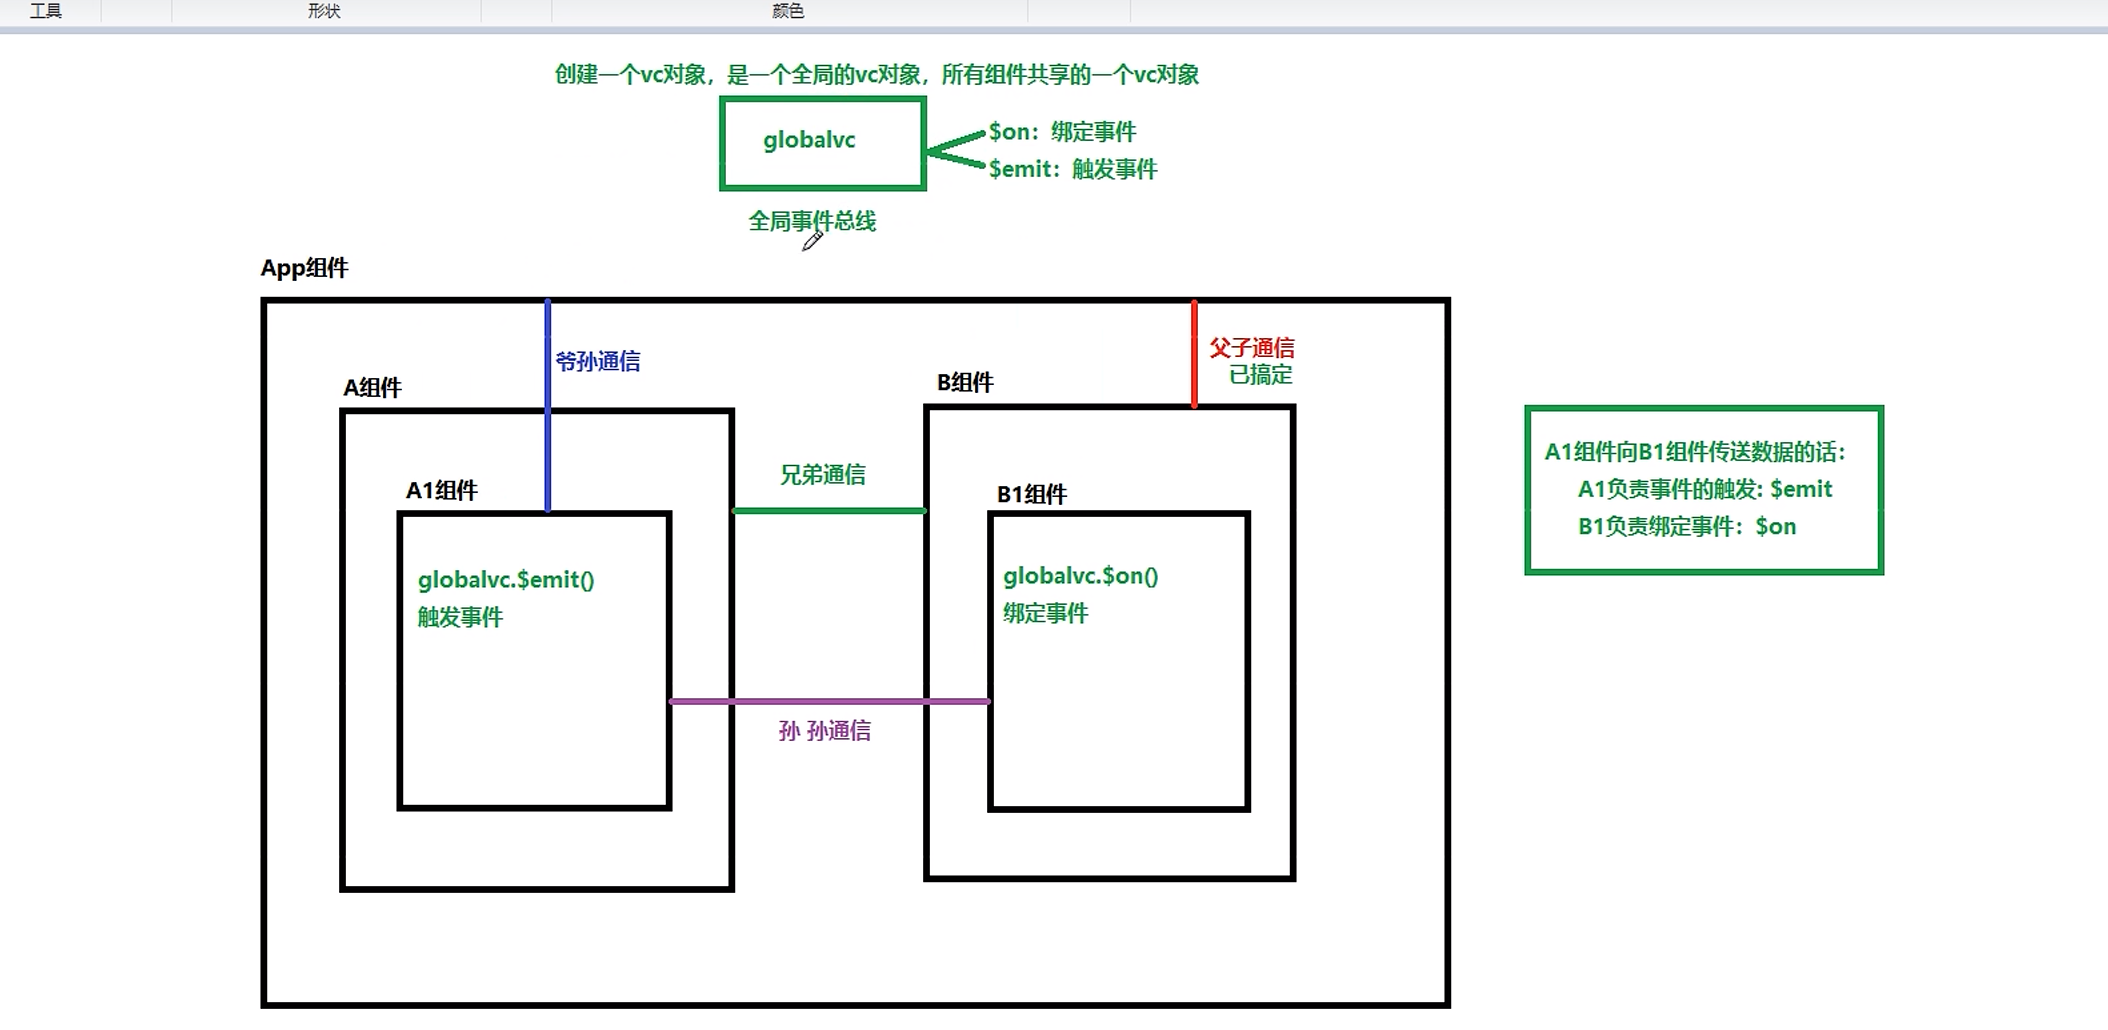 工具
形状
颜色
创建一个vc对象，是一个全局的vc对象，所有组件共享的一个vc对象
globalvc
$on：绑定事件
$emit：触发事件
全局事件总线
App组件
爷孙通信
父子通信
已搞定
A组件
B组件
兄弟通信
A1组件
B1组件
globalvc.$emit()
触发事件
globalvc.$on()
绑定事件
孙 孙通信
A1组件向B1组件传送数据的话：
A1负责事件的触发: $emit
B1负责绑定事件：$on